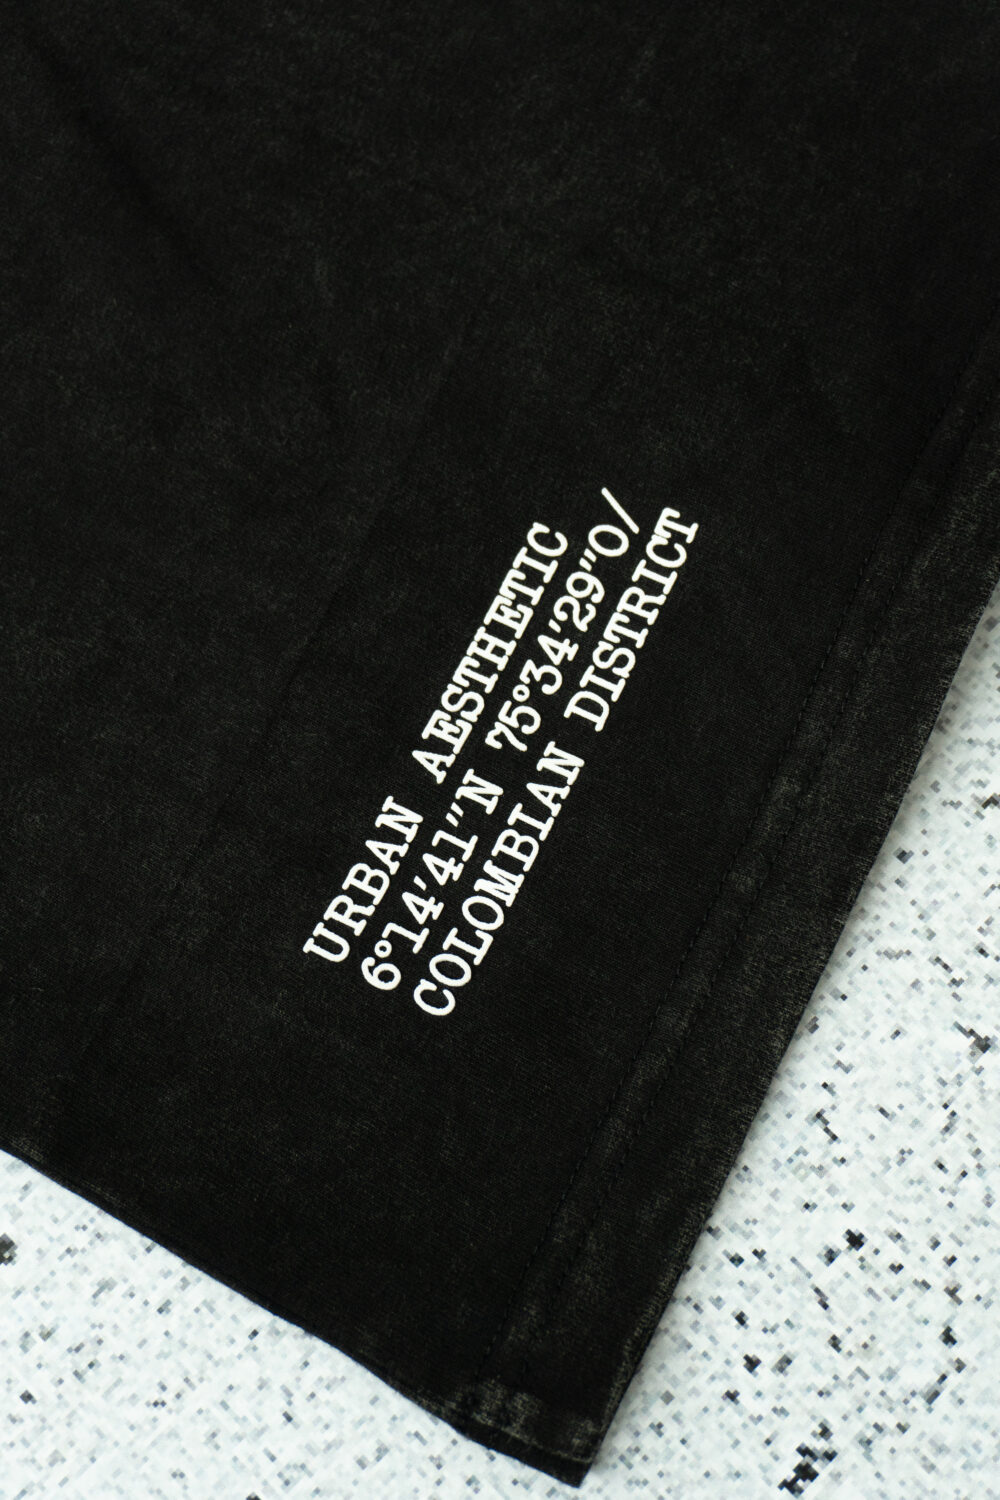 URBAN AESTHETIC
6°14'41"N 75°34'29"O/
COLOMBIAN DISTRICT